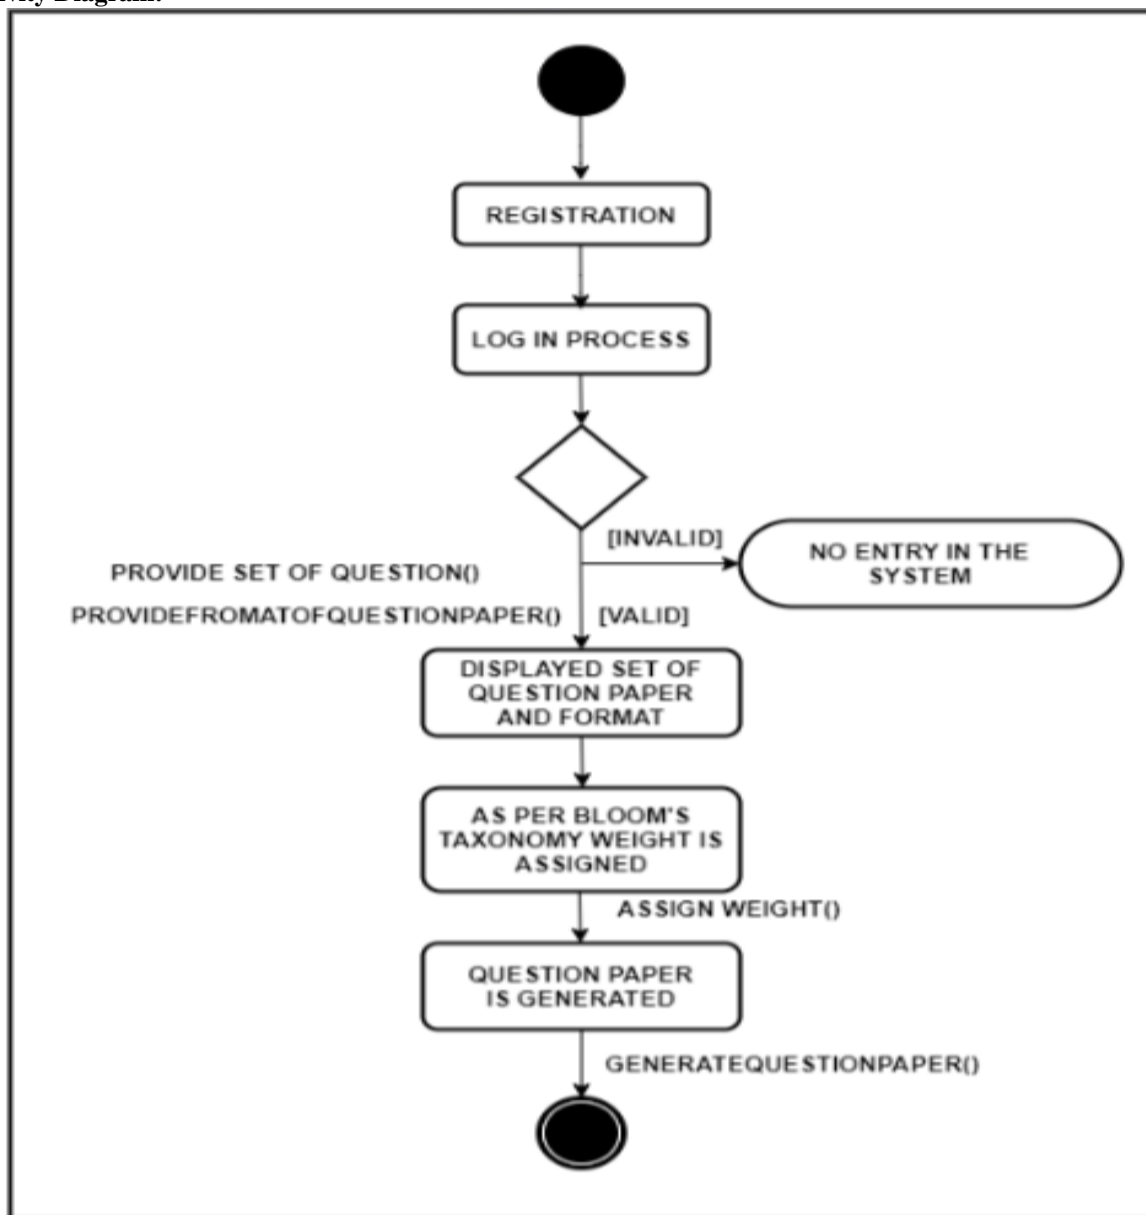 REGISTRATION
LOG IN PROCESS
[INVALID]
NO ENTRY IN THE
SYSTEM
PROVIDE SET OF QUESTION()
PROVIDEFROMATOFQUESTIONPAPER()
[VALID]
DISPLAYED SET OF
QUESTION PAPER
AND FORMAT
AS PER BLOOM'S
TAXONOMY WEIGHT IS
ASSIGNED
ASSIGN WEIGHT()
QUESTION PAPER
IS GENERATED
GENERATEQUESTIONPAPER()